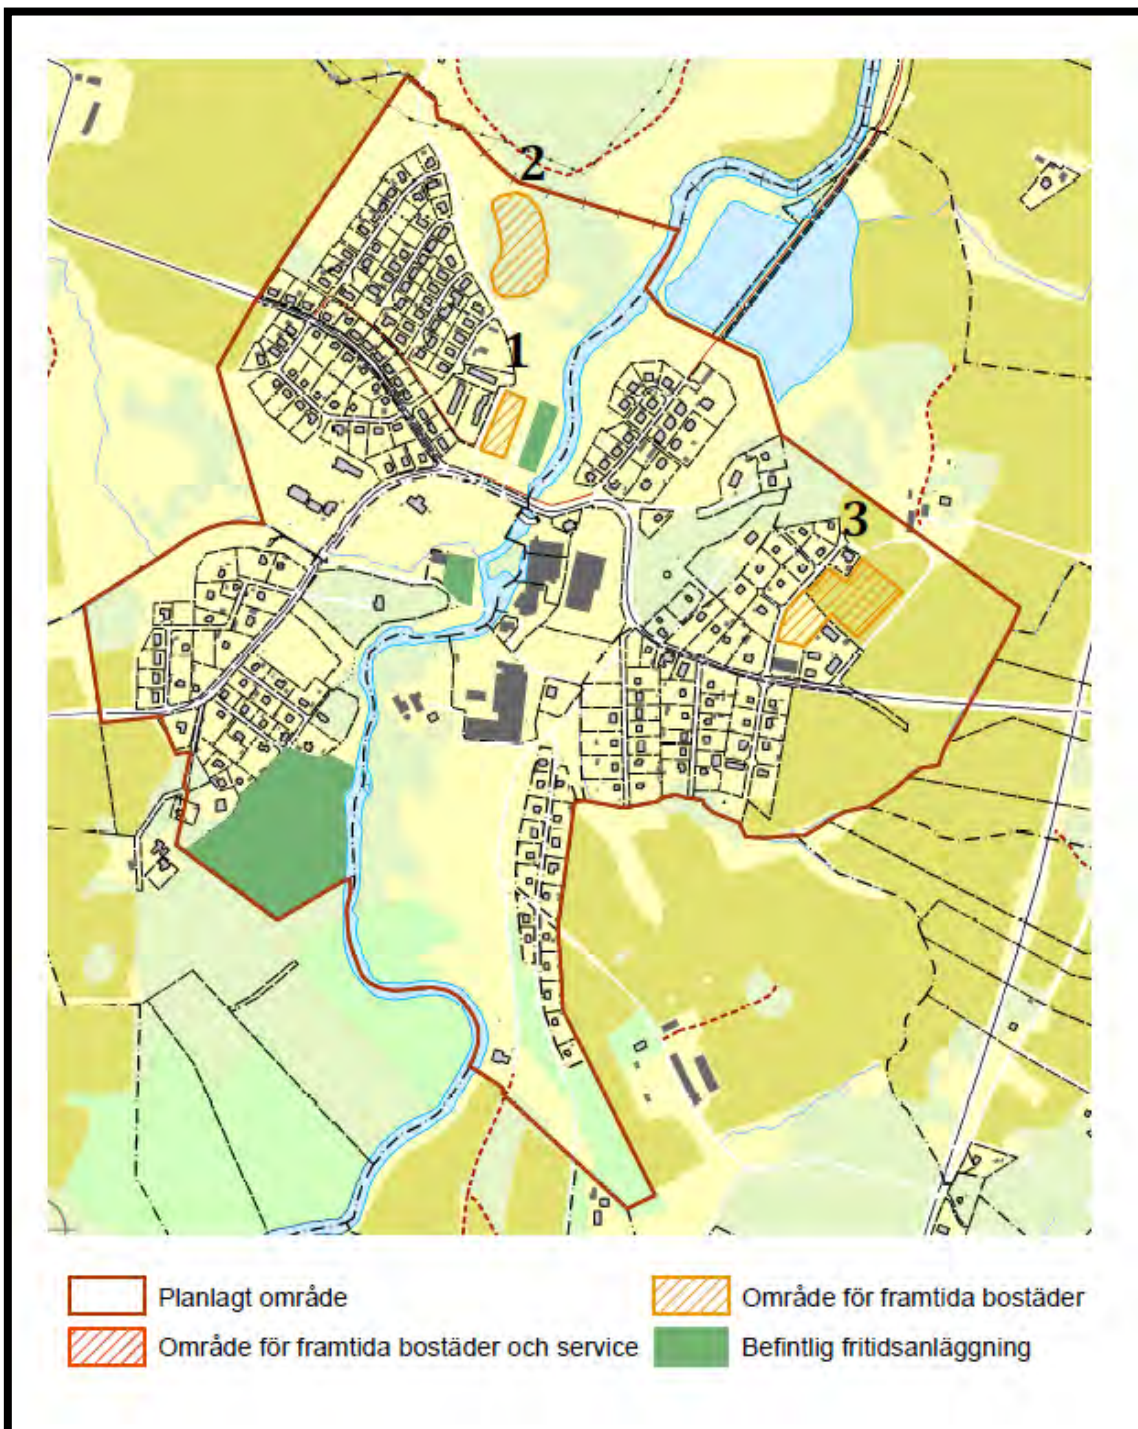 2
1
3
Planlagt område
Område för framtida bostäder
Område för framtida bostäder och service
Befintlig fritidsanläggning